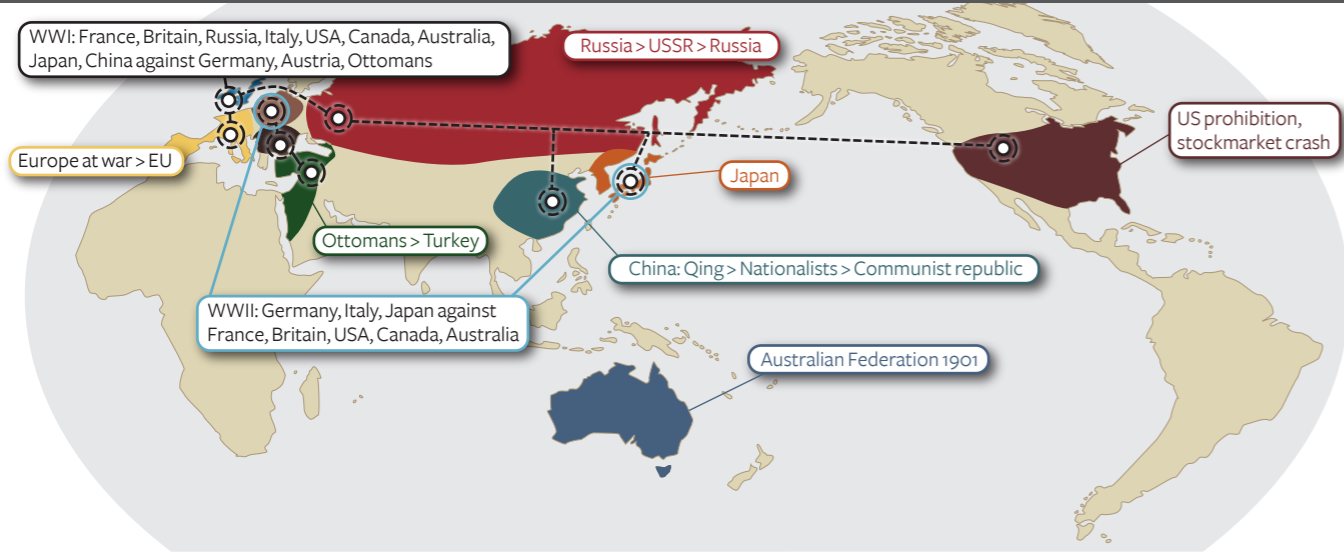 WWI: France, Britain, Russia, Italy, USA, Canada, Australia,
Japan, China against Germany, Austria, Ottomans
Russia > USSR > Russia
US prohibition,
stockmarket crash
Europe at war > EU
Japan
Ottomans > Turkey
China: Qing > Nationalists > Communist republic
WWII: Germany, Italy, Japan against
France, Britain, USA, Canada, Australia
Australian Federation 1901